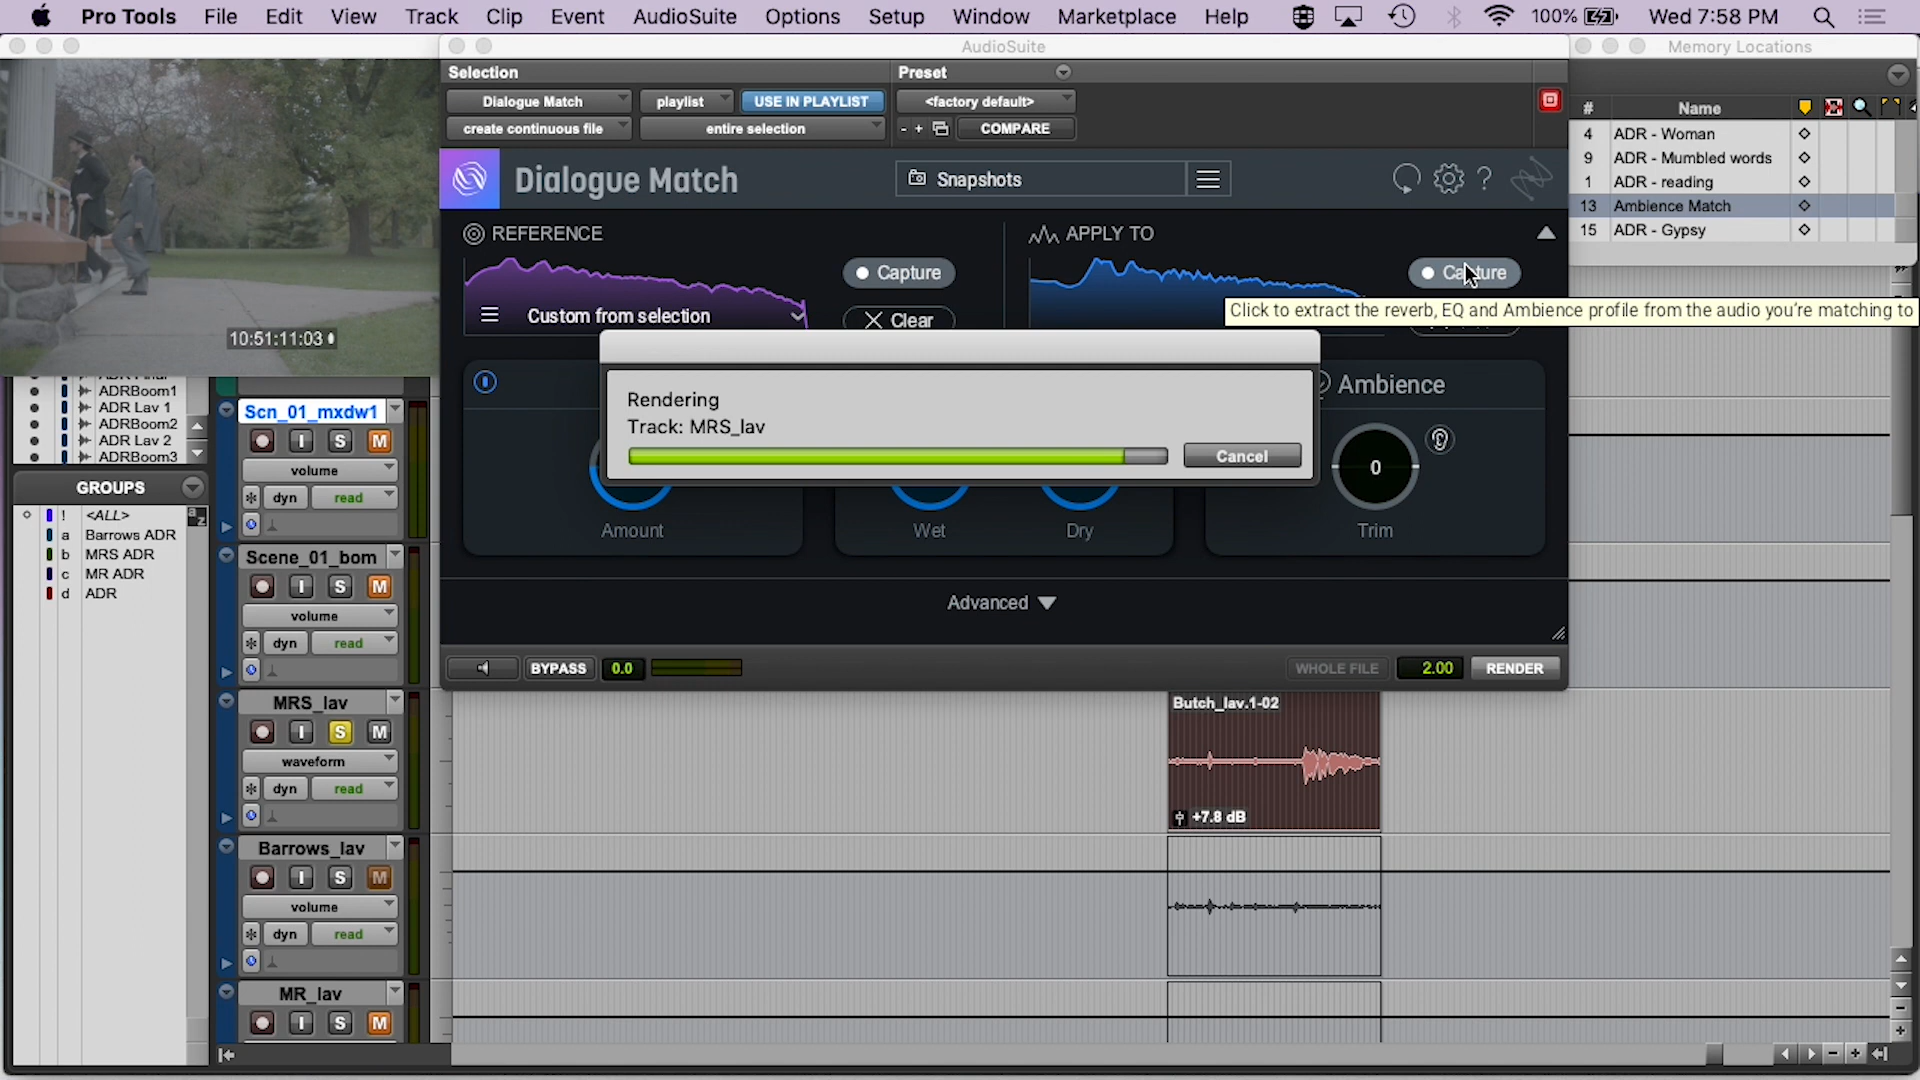 Pro Tools File Edit View Track Clip Event AudioSuite Options Setup Window Marketplace Help 100% Wed 7:58 PM
AudioSuite
Memory Locations
Selection
Preset
Dialogue Match playlist USE IN PLAYLIST <factory default>
create continuous file entire selection - + COMPARE
# Name
4 ADR - Woman
9 ADR - Mumbled words
1 ADR - reading
13 Ambience Match
15 ADR - Gypsy
Dialogue Match
Snapshots
?
REFERENCE
Capture
Custom from selection
Clear
APPLY TO
Capture
Click to extract the reverb, EQ and Ambience profile from the audio you're matching to
10:51:11:03
Rendering
Track: MRS_lav
Cancel
Ambience
0
Amount
Wet
Dry
Trim
Advanced
BYPASS 0.0
WHOLE FILE 2.00 RENDER
ADRBoom1
ADR Lav 1
ADRBoom2
ADR Lav 2
ADRBoom3
GROUPS
! <ALL>
a z
a Barrows ADR
b MRS ADR
c MR ADR
d ADR
Scn_01_mxdw1
I S M
volume
dyn read
Scene_01_bom
I S M
volume
dyn read
MRS_lav
I S M
waveform
dyn read
Butch_lav.1-02
+7.8 dB
Barrows_lav
I S M
volume
dyn read
MR_lav
I S M